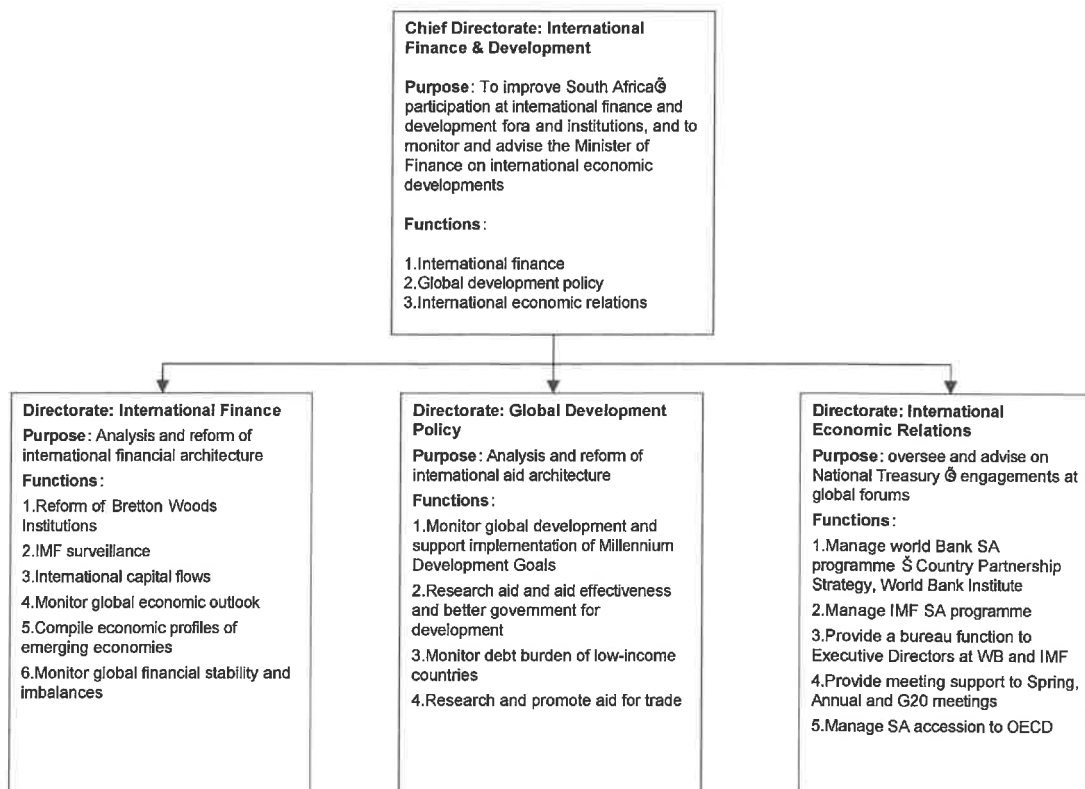 Chief Directorate: International
Finance & Development
Purpose: To improve South AfricaǦ
participation at international finance and
development fora and institutions, and to
monitor and advise the Minister of
Finance on international economic
developments
Functions:
1.International finance
2.Global development policy
3.International economic relations
Directorate: International Finance
Purpose: Analysis and reform of
international financial architecture
Functions:
1.Reform of Bretton Woods
Institutions
2.IMF surveillance
3.International capital flows
4.Monitor global economic outlook
5.Compile economic profiles of
emerging economies
6.Monitor global financial stability and
imbalances
Directorate: Global Development
Policy
Purpose: Analysis and reform of
international aid architecture
Functions:
1.Monitor global development and
support implementation of Millennium
Development Goals
2.Research aid and aid effectiveness
and better government for
development
3.Monitor debt burden of low-income
countries
4.Research and promote aid for trade
Directorate: International
Economic Relations
Purpose: oversee and advise on
National Treasury Ǧ engagements at
global forums
Functions:
1.Manage world Bank SA
programme Š Country Partnership
Strategy, World Bank Institute
2.Manage IMF SA programme
3.Provide a bureau function to
Executive Directors at WB and IMF
4.Provide meeting support to Spring,
Annual and G20 meetings
5.Manage SA accession to OECD